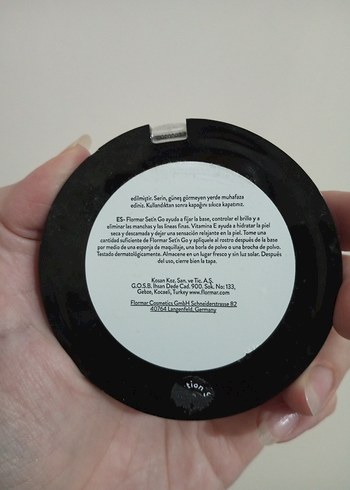 edilmiştir. Serin, güneş görmeyen yerde muhafaza
ediniz. Kullandıktan sonra kapağını sıkıca kapatınız.
ES- Flormar Set'n Go ayuda a fijar la base, controlar el brillo y a
eliminar las manchas y las líneas finas. Vitamina E ayuda a hidratar la piel
seca y descamada y dejar una sensación relajante en la piel. Tome una
cantidad suficiente de Flormar Set'n Go y aplíquele al rostro después de la base
por medio de una esponja de maquillaje, una borla de polvo o una brocha de polvo.
Testado dermatológicamente. Almacene en un lugar fresco y sin luz solar. Después
del uso, cierre bien la tapa.
Kosan Koz. San. ve Tic. A.Ş.
G.O.S.B. Ihsan Dede Cad. 900. Sok. No: 133,
Gebze, Kocaeli, Turkey www.flormar.com
Flormar Cosmetics GmbH Schneiderstrasse 82
40764 Langenfeld, Germany